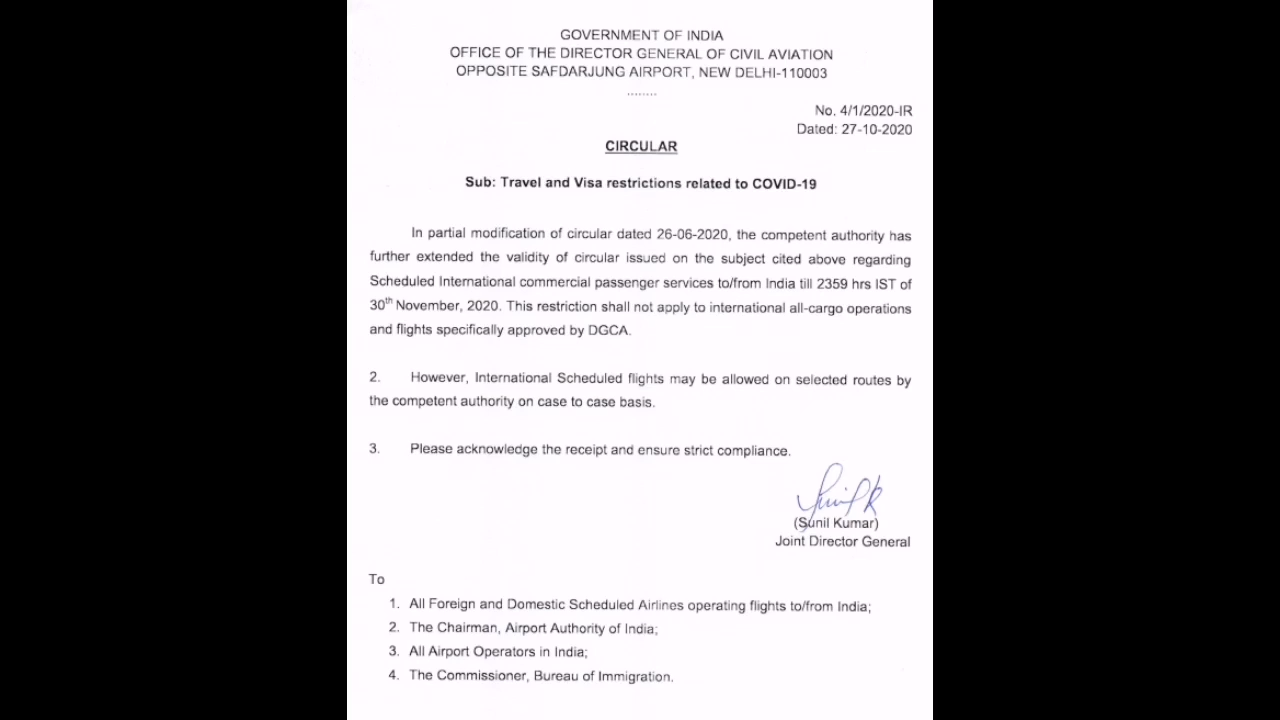 GOVERNMENT OF INDIA
OFFICE OF THE DIRECTOR GENERAL OF CIVIL AVIATION
OPPOSITE SAFDARJUNG AIRPORT, NEW DELHI-110003
........
No. 4/1/2020-IR
Dated: 27-10-2020
CIRCULAR
Sub: Travel and Visa restrictions related to COVID-19
In partial modification of circular dated 26-06-2020, the competent authority has
further extended the validity of circular issued on the subject cited above regarding
Scheduled International commercial passenger services to/from India till 2359 hrs IST of
30th November, 2020. This restriction shall not apply to international all-cargo operations
and flights specifically approved by DGCA.
2. However, International Scheduled flights may be allowed on selected routes by
the competent authority on case to case basis.
3. Please acknowledge the receipt and ensure strict compliance.
Sunil K
(Sunil Kumar)
Joint Director General
To
1. All Foreign and Domestic Scheduled Airlines operating flights to/from India;
2. The Chairman, Airport Authority of India;
3. All Airport Operators in India;
4. The Commissioner, Bureau of Immigration.